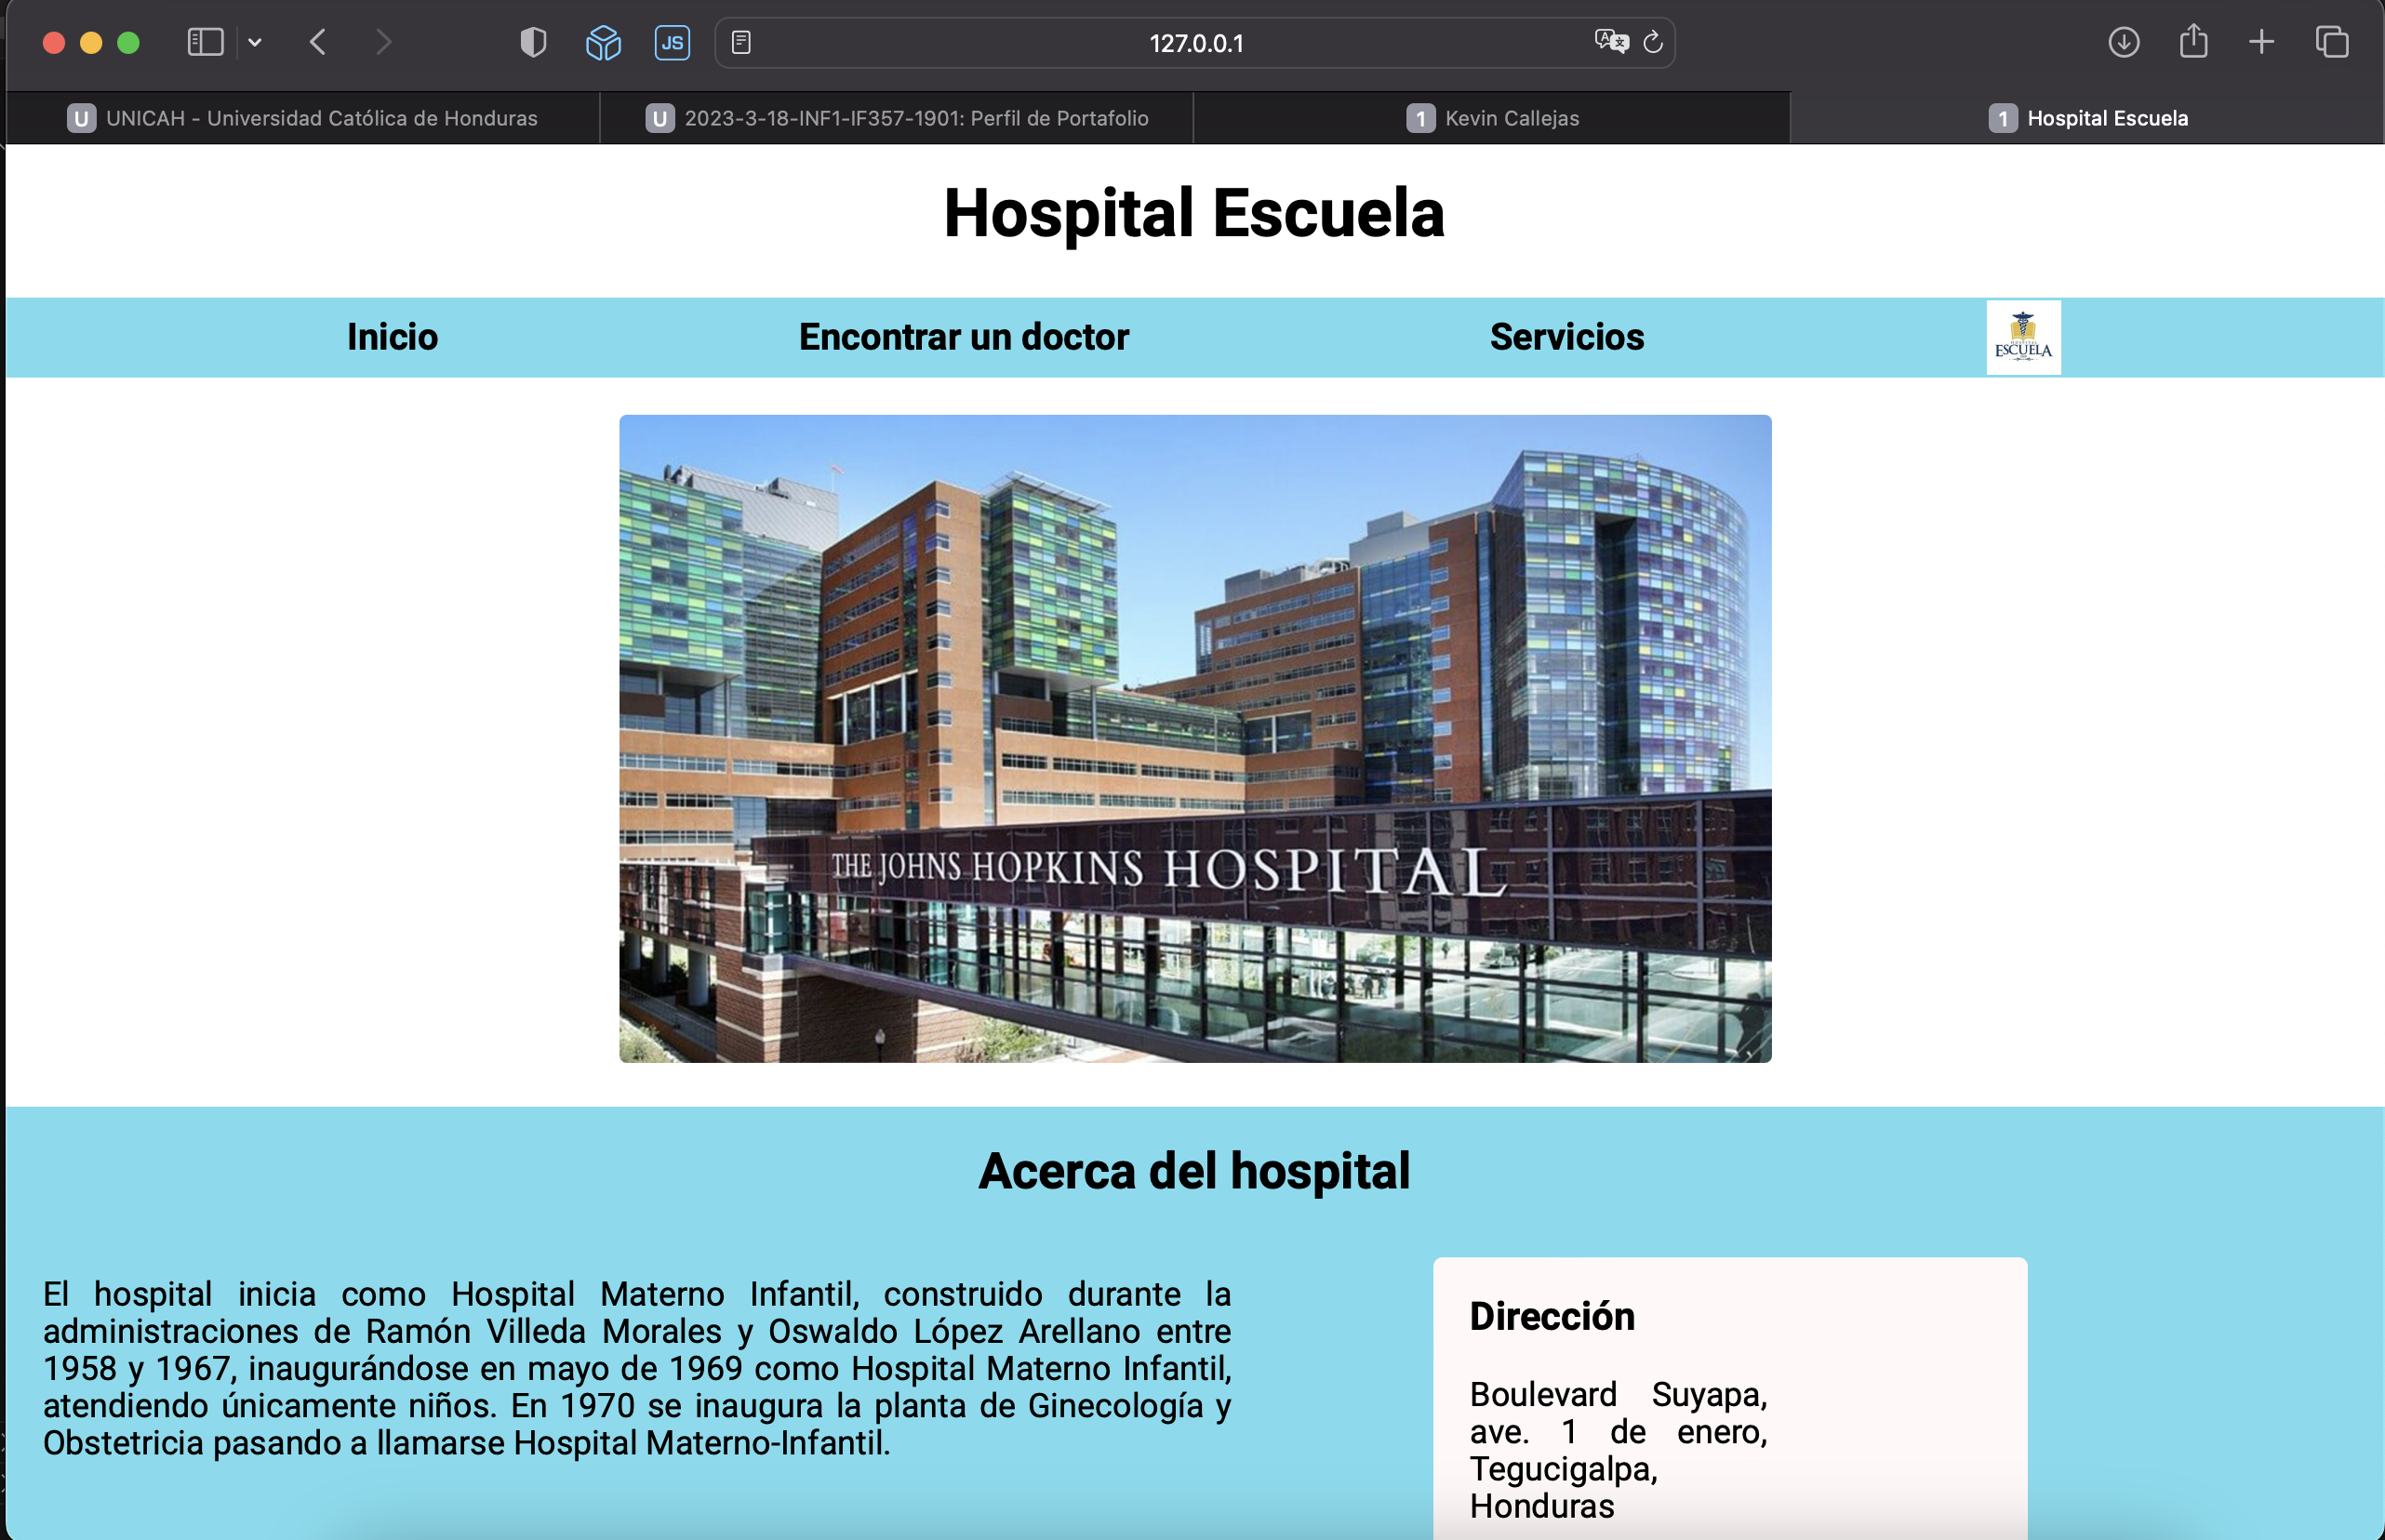 127.0.0.1
JS
U UNICAH - Universidad Católica de Honduras
U 2023-3-18-INF1-IF357-1901: Perfil de Portafolio
1 Kevin Callejas
1 Hospital Escuela
Hospital Escuela
Inicio
Encontrar un doctor
Servicios
HOSPITAL
ESCUELA
THE JOHNS HOPKINS HOSPITAL
Acerca del hospital
El hospital inicia como Hospital Materno Infantil, construido durante la
administraciones de Ramón Villeda Morales y Oswaldo López Arellano entre
1958 y 1967, inaugurándose en mayo de 1969 como Hospital Materno Infantil,
atendiendo únicamente niños. En 1970 se inaugura la planta de Ginecología y
Obstetricia pasando a llamarse Hospital Materno-Infantil.
Dirección
Boulevard Suyapa,
ave. 1 de enero,
Tegucigalpa,
Honduras